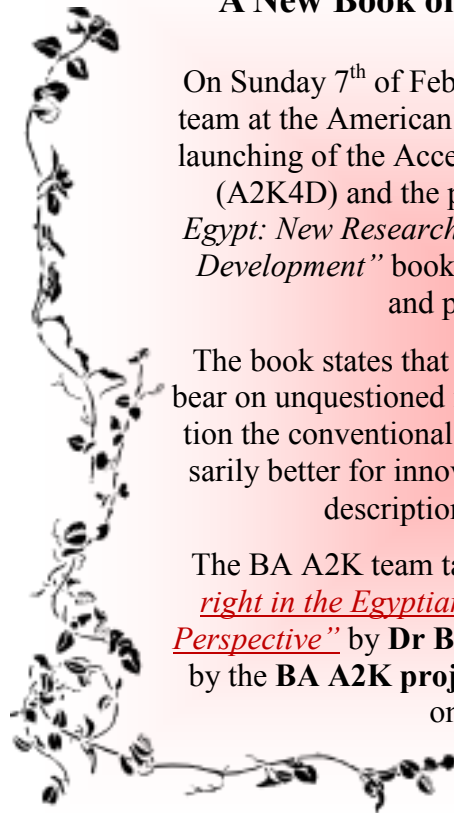 A New Book of
On Sunday 7th of Feb
team at the American
launching of the Acce
(A2K4D) and the p
Egypt: New Research
Development” book
and p
The book states that
bear on unquestioned
tion the conventional
sarily better for innov
description
The BA A2K team ta
right in the Egyptian
Perspective” by Dr B
by the BA A2K proj
on